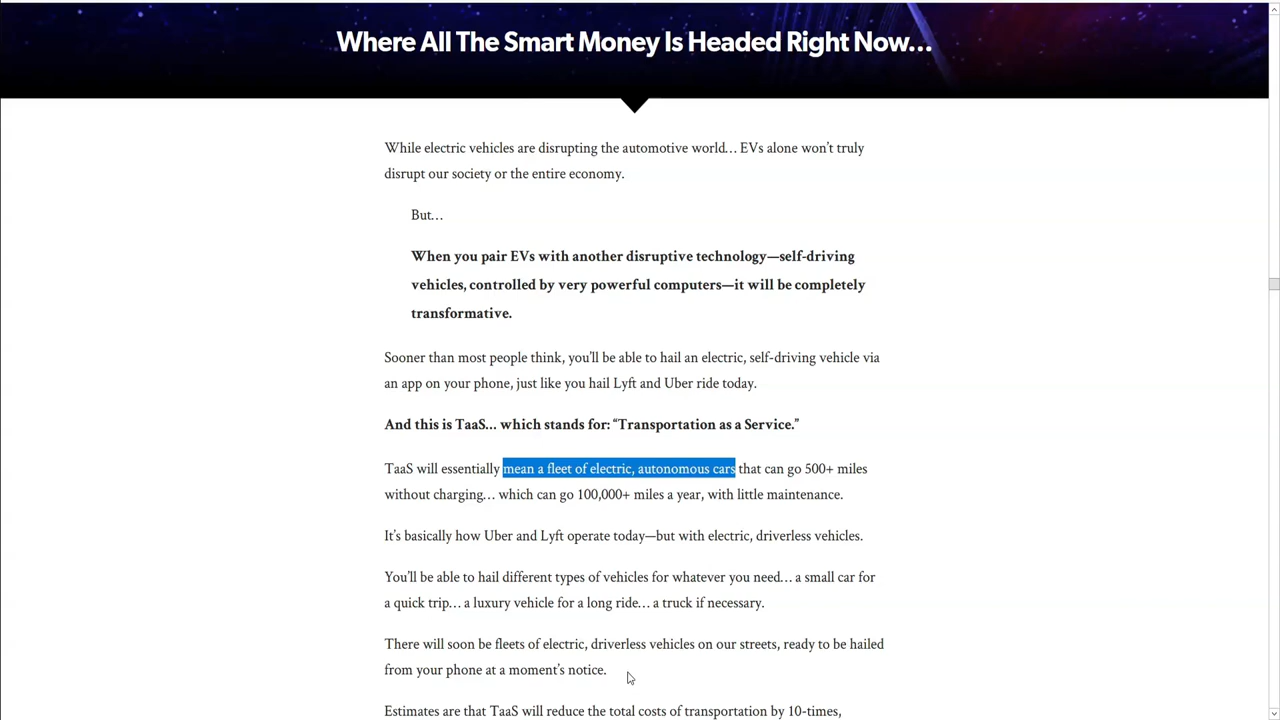 Where All The Smart Money Is Headed Right Now…
While electric vehicles are disrupting the automotive world… EVs alone won’t truly
disrupt our society or the entire economy.
But…
When you pair EVs with another disruptive technology—self-driving
vehicles, controlled by very powerful computers—it will be completely
transformative.
Sooner than most people think, you’ll be able to hail an electric, self-driving vehicle via
an app on your phone, just like you hail Lyft and Uber ride today.
And this is TaaS… which stands for: “Transportation as a Service.”
TaaS will essentially mean a fleet of electric, autonomous cars that can go 500+ miles
without charging… which can go 100,000+ miles a year, with little maintenance.
It’s basically how Uber and Lyft operate today—but with electric, driverless vehicles.
You’ll be able to hail different types of vehicles for whatever you need… a small car for
a quick trip… a luxury vehicle for a long ride… a truck if necessary.
There will soon be fleets of electric, driverless vehicles on our streets, ready to be hailed
from your phone at a moment’s notice.
Estimates are that TaaS will reduce the total costs of transportation by 10-times,